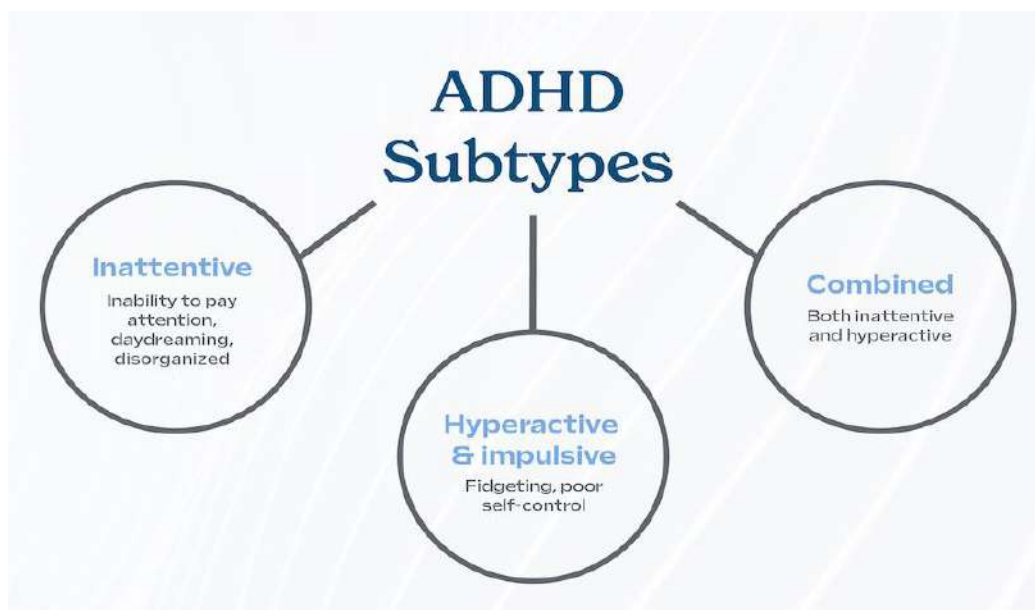 ADHD
Subtypes
Inattentive
Inability to pay
attention,
daydreaming,
disorganized
Hyperactive
& impulsive
Fidgeting, poor
self-control
Combined
Both inattentive
and hyperactive